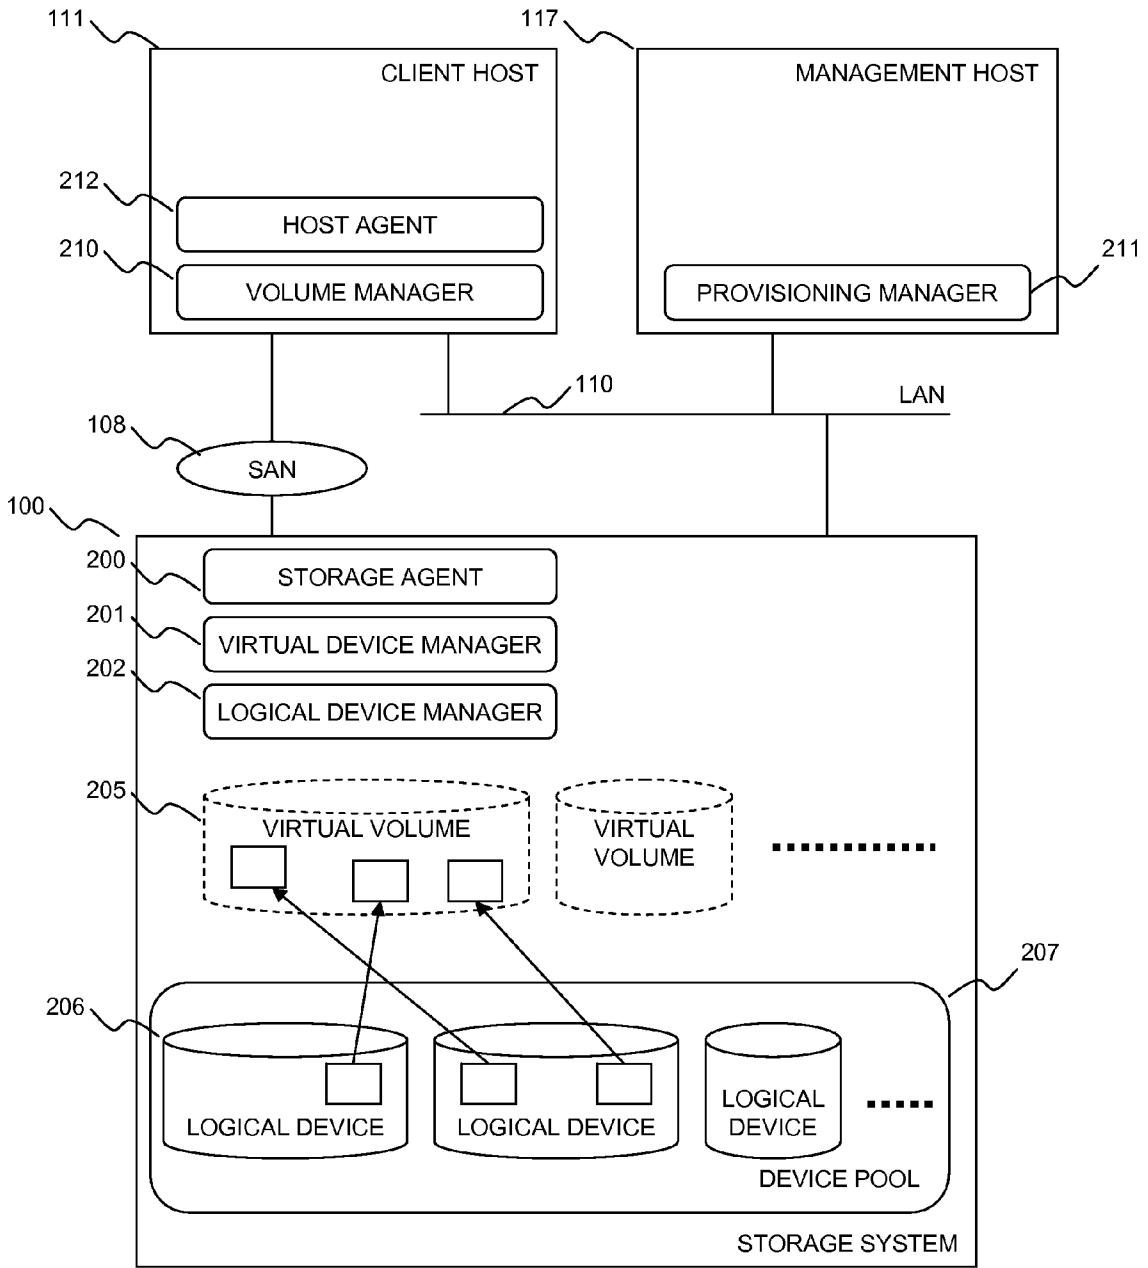 111
117
CLIENT HOST
MANAGEMENT HOST
212
HOST AGENT
210
VOLUME MANAGER
211
PROVISIONING MANAGER
110
LAN
108
SAN
100
200
STORAGE AGENT
201
VIRTUAL DEVICE MANAGER
202
LOGICAL DEVICE MANAGER
205
VIRTUAL VOLUME
VIRTUAL
VOLUME
207
206
LOGICAL DEVICE
LOGICAL DEVICE
LOGICAL
DEVICE
DEVICE POOL
STORAGE SYSTEM